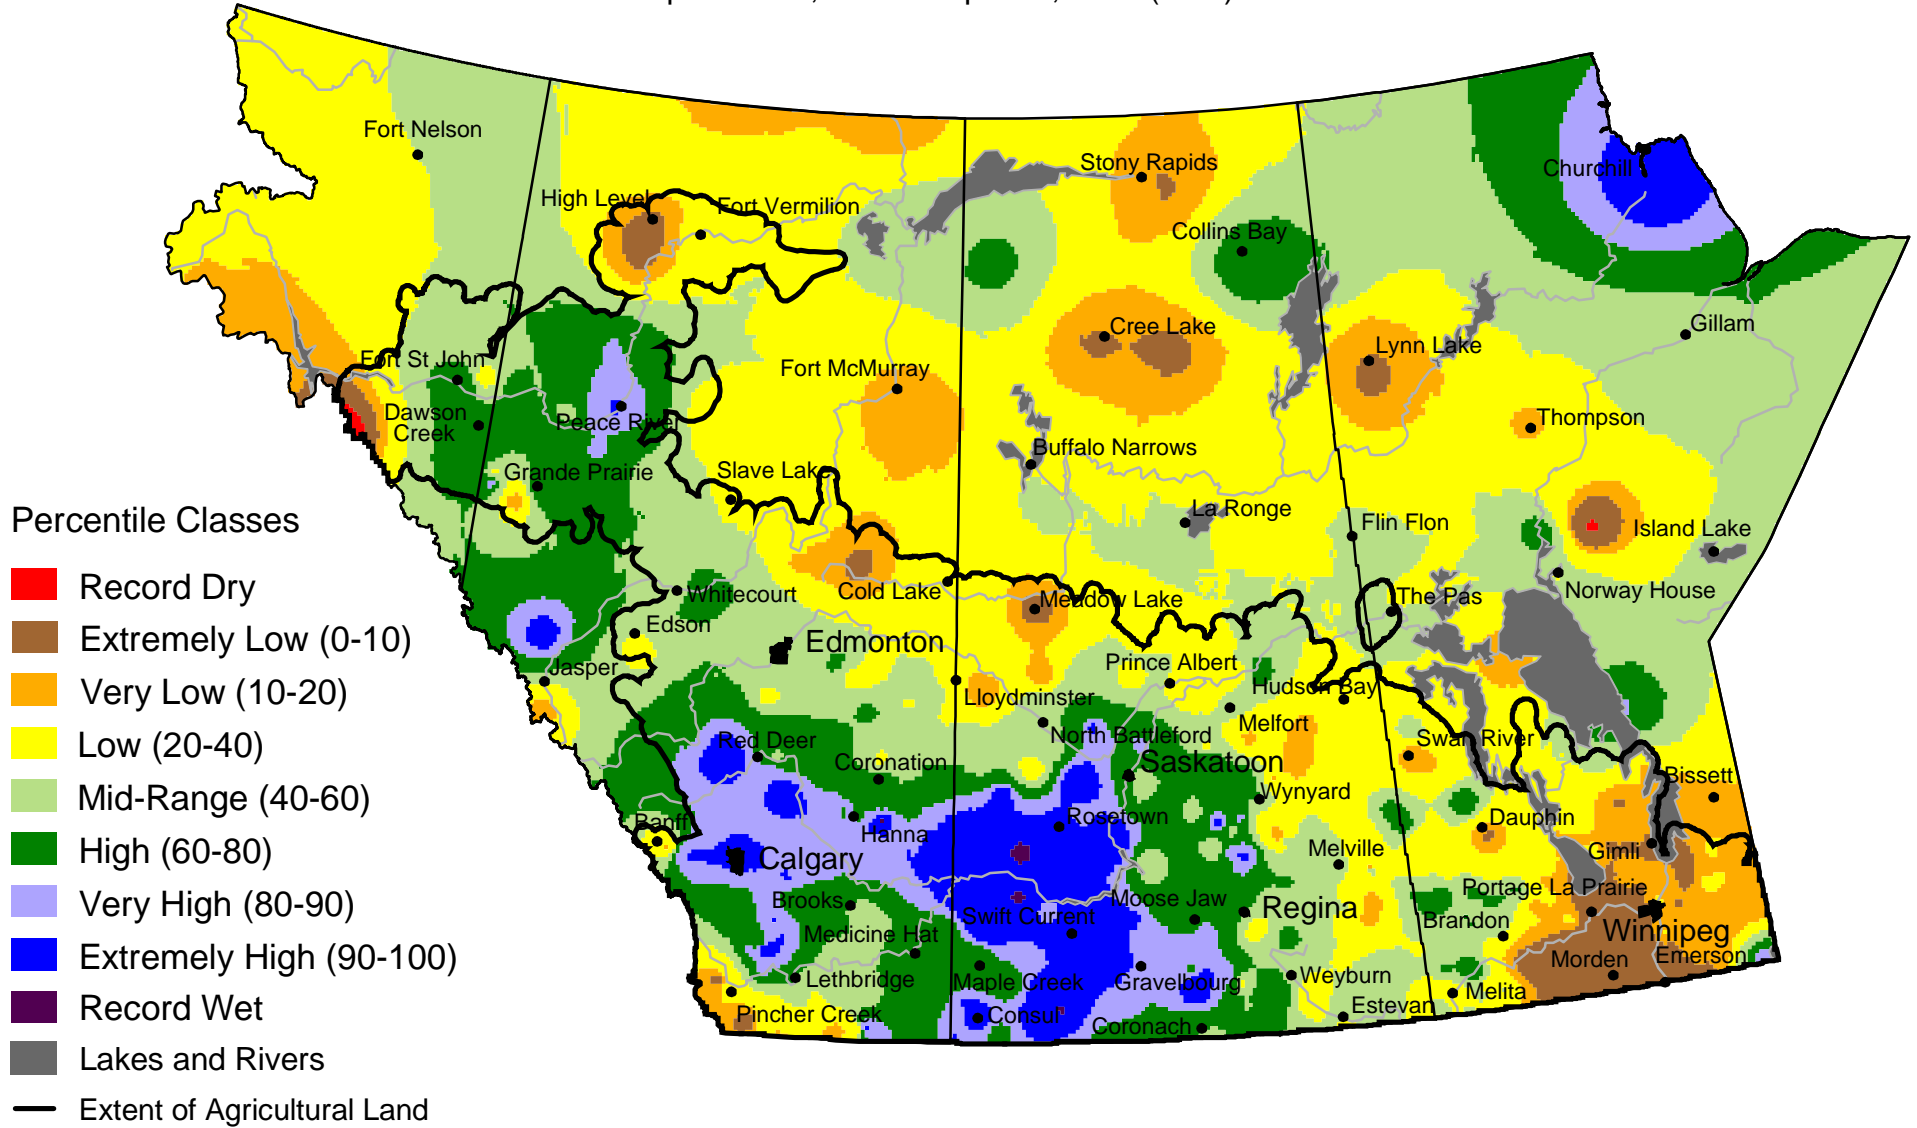 Fort Nelson
Stony Rapids
Churchill
High Level
Fort Vermilion
Collins Bay
Gillam
Cree Lake
Lynn Lake
Fort St John
Fort McMurray
Dawson
Creek
Peace River
Thompson
Buffalo Narrows
Grande Prairie
Slave Lake
La Ronge
Flin Flon
Island Lake
Whitecourt
Cold Lake
Meadow Lake
The Pas
Norway House
Edson
Edmonton
Jasper
Prince Albert
Lloydminster
Hudson Bay
Melfort
North Battleford
Red Deer
Swan River
Coronation
Saskatoon
Bissett
Wynyard
Banff
Hanna
Rosetown
Dauphin
Calgary
Melville
Gimli
Brooks
Moose Jaw
Portage La Prairie
Swift Current
Regina
Brandon
Medicine Hat
Winnipeg
Morden
Emerson
Lethbridge
Maple Creek
Gravelbourg
Weyburn
Melita
Pincher Creek
Consul
Coronach
Estevan
Percentile Classes
Record Dry
Extremely Low (0-10)
Very Low (10-20)
Low (20-40)
Mid-Range (40-60)
High (60-80)
Very High (80-90)
Extremely High (90-100)
Record Wet
Lakes and Rivers
Extent of Agricultural Land